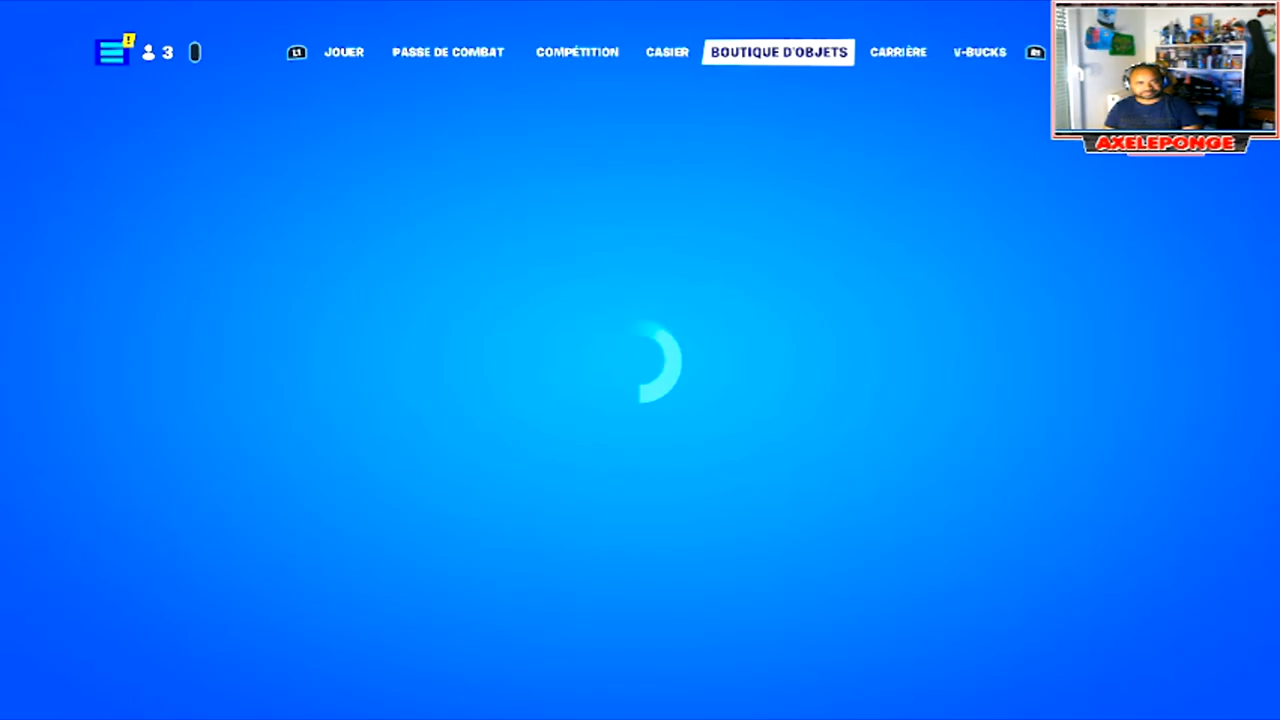 ! 3 L1 JOUER PASSE DE COMBAT COMPÉTITION CASIER BOUTIQUE D'OBJETS CARRIÈRE V-BUCKS R1
AXELEPONGE